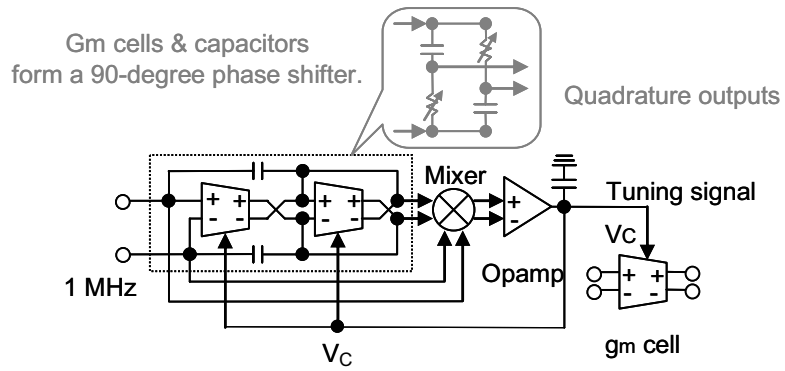 Gm cells & capacitors
form a 90-degree phase shifter.
Quadrature outputs
Mixer
Tuning signal
+ + + + +
- - - - -
VC
Opamp
+ +
- -
1 MHz
gm cell
VC